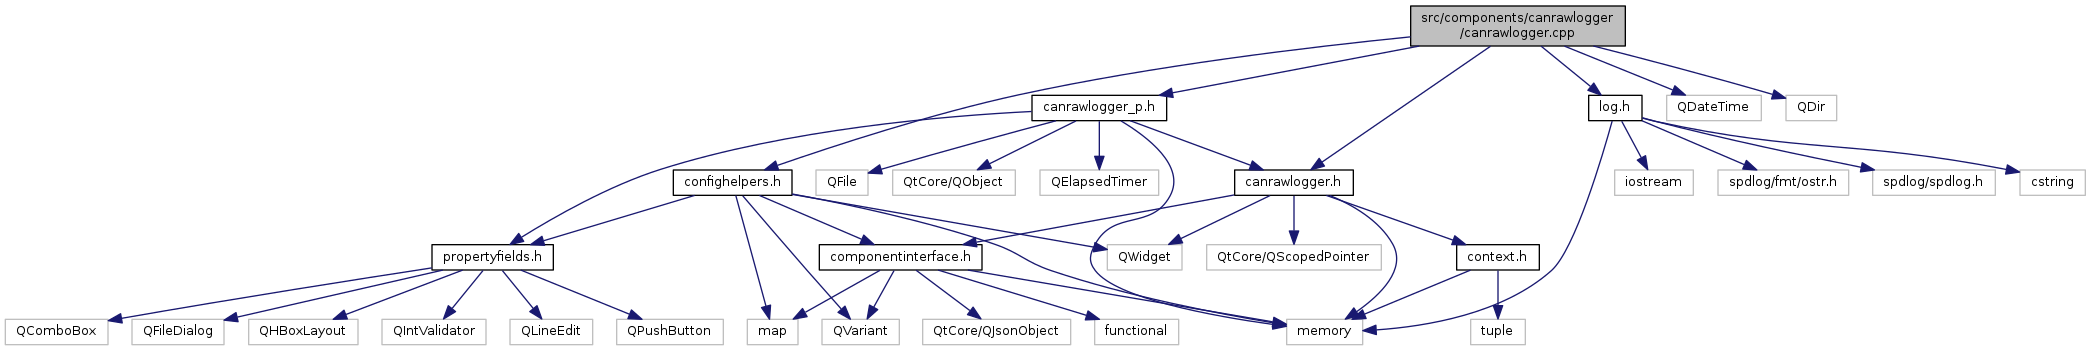 src/components/canrawlogger
/canrawlogger.cpp
canrawlogger_p.h
log.h
QDateTime
QDir
confighelpers.h
QFile
QtCore/QObject
QElapsedTimer
canrawlogger.h
iostream
spdlog/fmt/ostr.h
spdlog/spdlog.h
cstring
propertyfields.h
componentinterface.h
QWidget
QtCore/QScopedPointer
context.h
QComboBox
QFileDialog
QHBoxLayout
QIntValidator
QLineEdit
QPushButton
map
QVariant
QtCore/QJsonObject
functional
memory
tuple